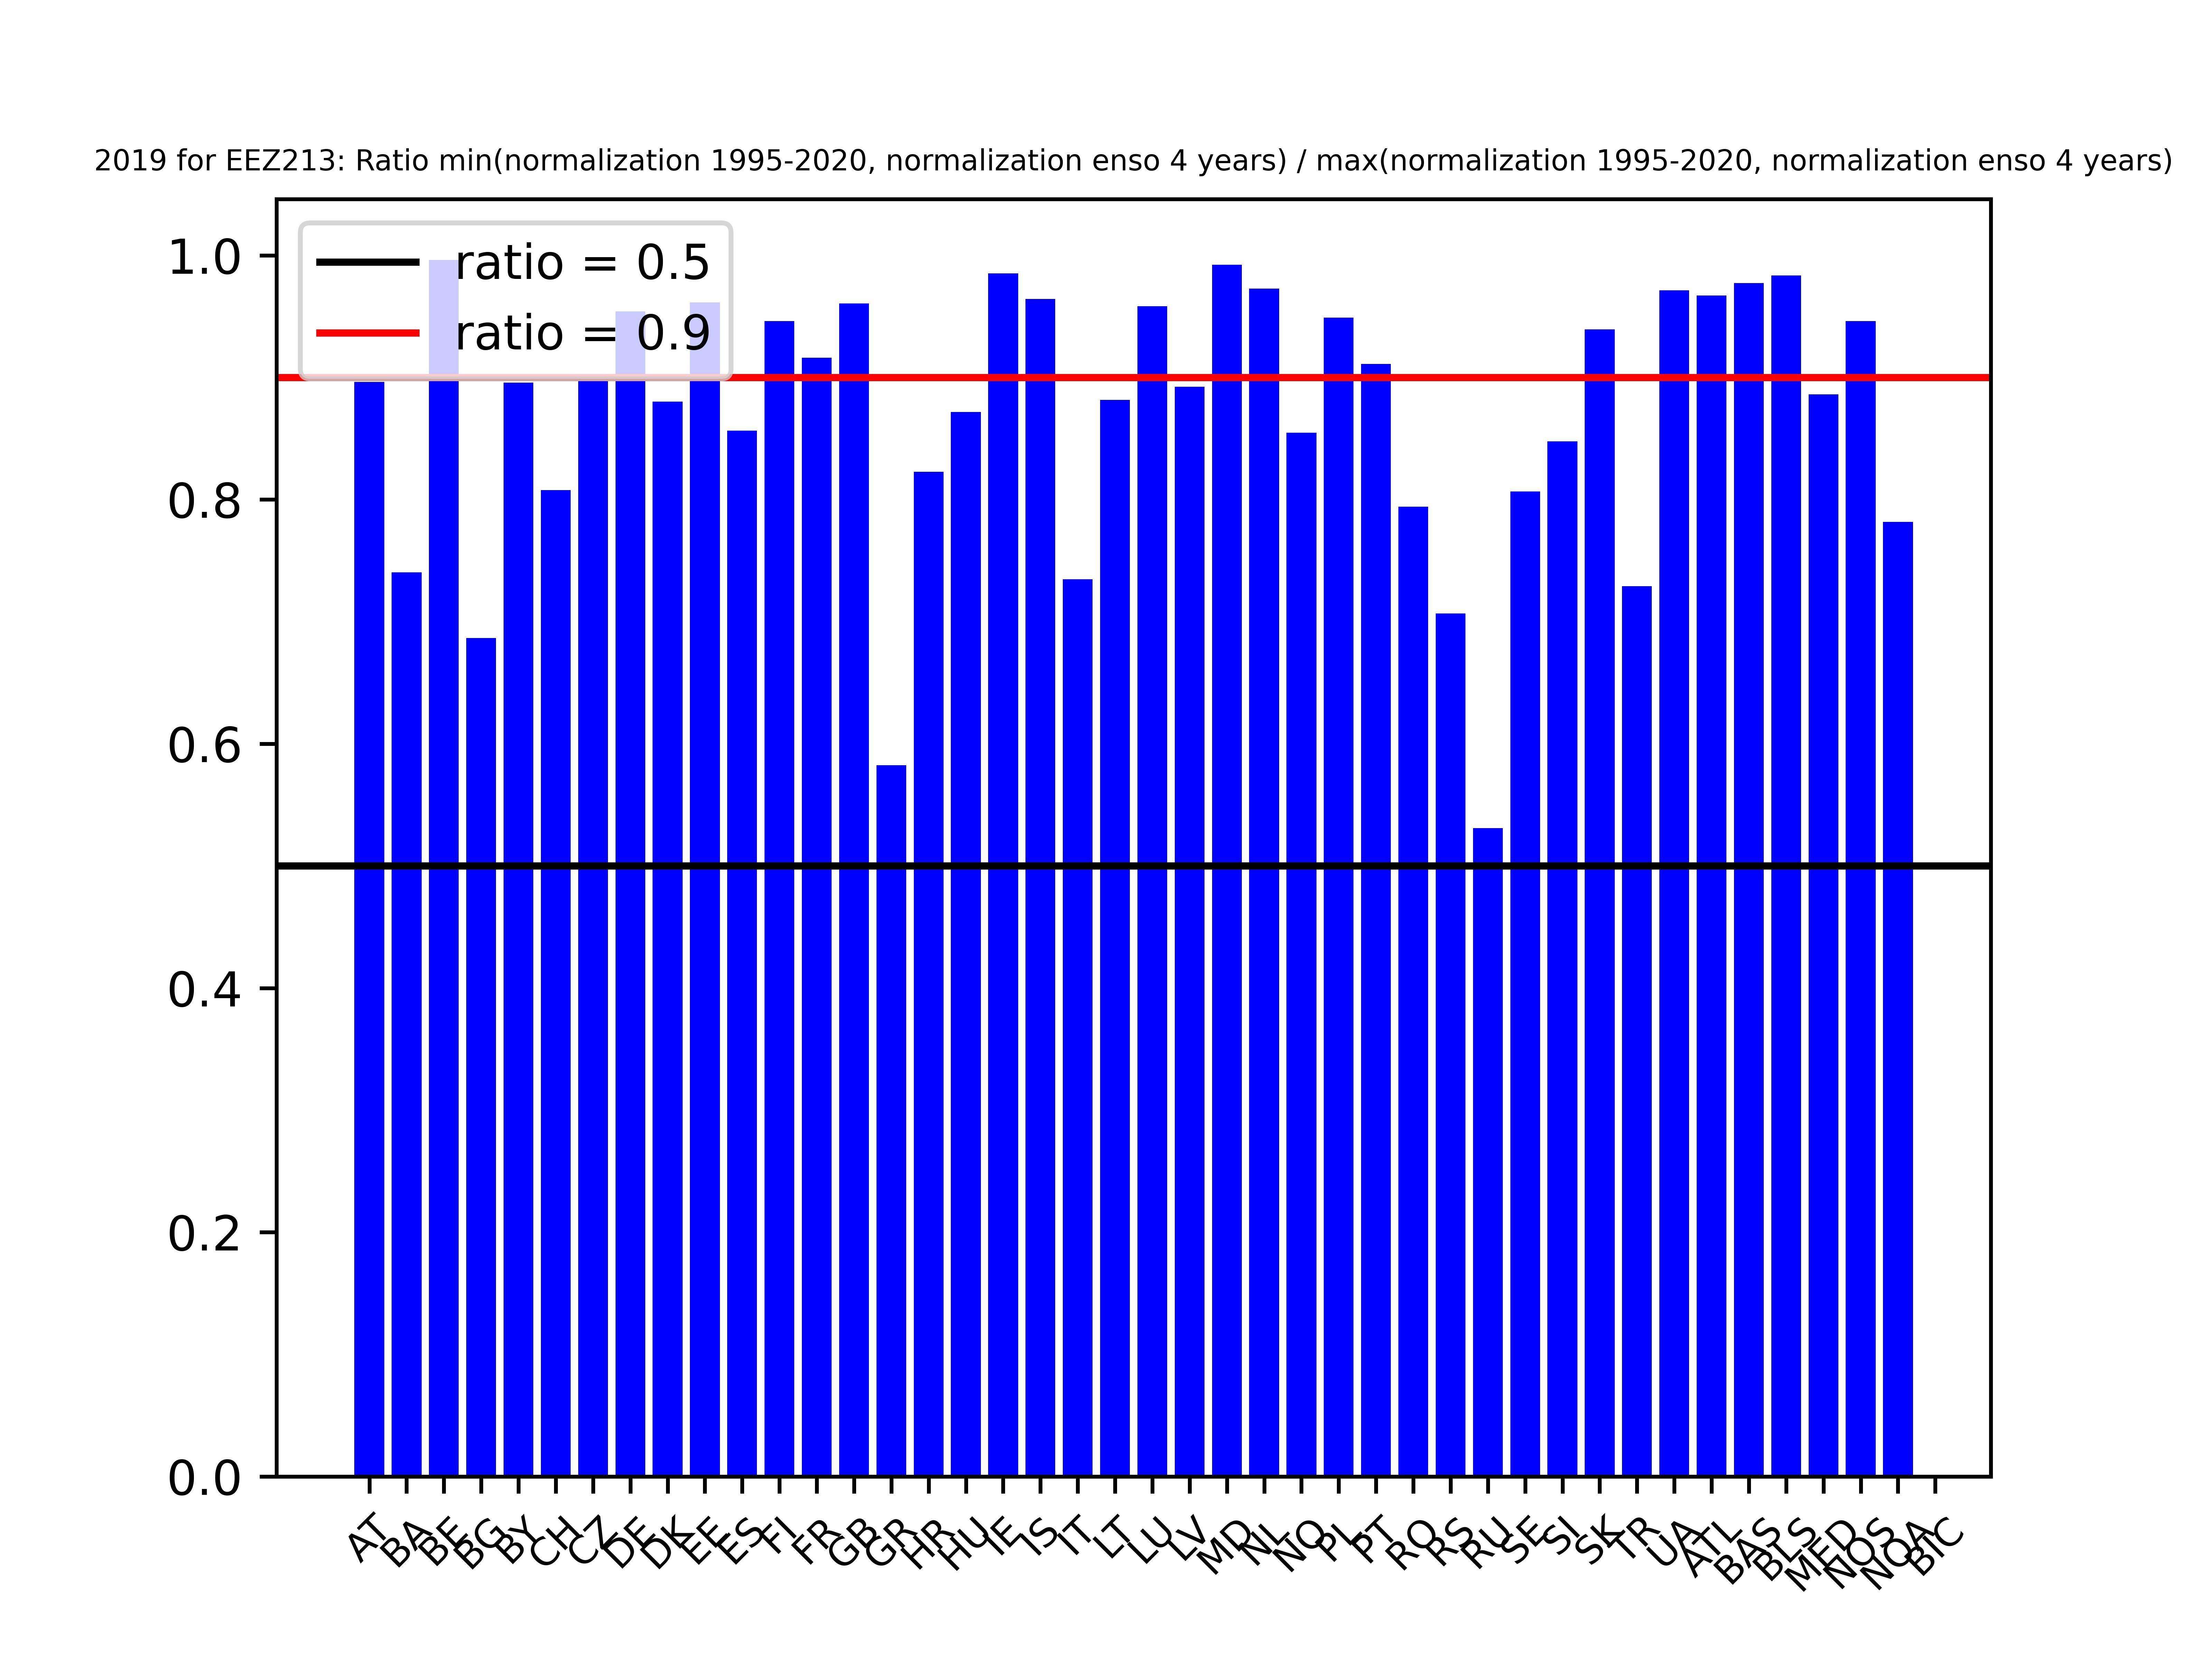 2019 for EEZ213: Ratio min(normalization 1995-2020, normalization enso 4 years) / max(normalization 1995-2020, normalization enso 4 years)
ratio = 0.5
ratio = 0.9
1.0
0.8
0.6
0.4
0.2
0.0
AT BA BE BG BY CH CZ DE DK EE ES FI FR GB GR HR HU IE IS IT LT LU LV MD NL NO PL PT RO RS RU SE SI SK TR UA ATL BAS BLS MED NOS NOA BIC